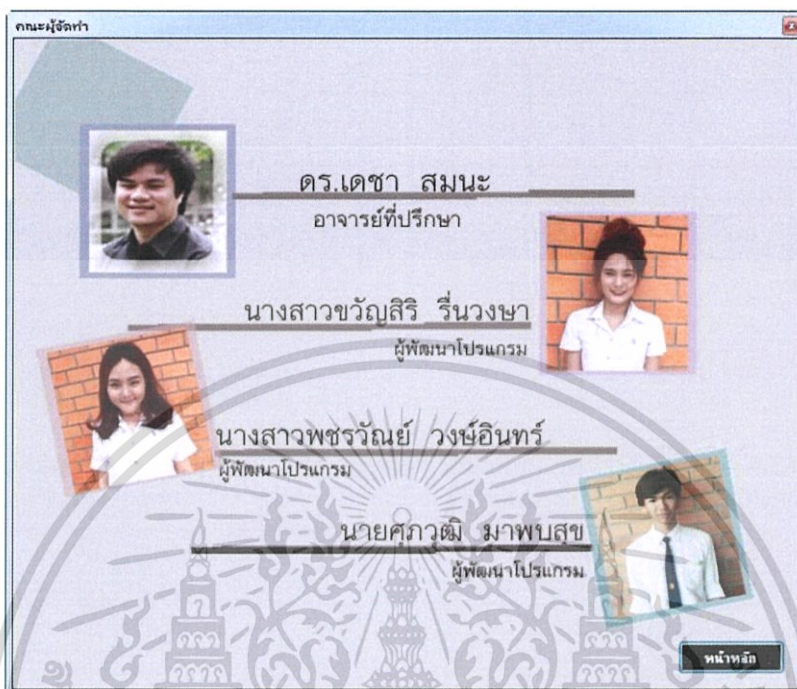 คณะผู้จัดทำ
ดร.เดชา สมนะ
อาจารย์ที่ปรึกษา
นางสาวขวัญสิริ รื่นวงษา
ผู้พัฒนาโปรแกรม
นางสาวพชรวัณย์ วงษ์อินทร์
ผู้พัฒนาโปรแกรม
นายศุภวุฒิ มาพบสุข
ผู้พัฒนาโปรแกรม
หน้าหลัก